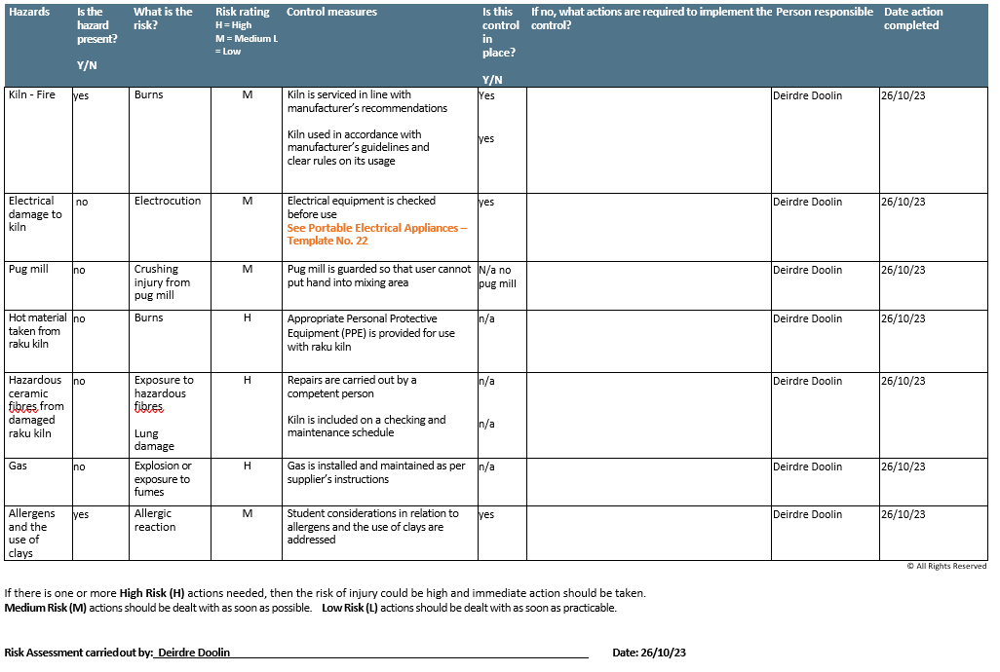 Hazards
Is the hazard present?
Y/N
What is the risk?
Risk rating
H = High
M = Medium L
= Low
Control measures
Is this control in place?
Y/N
If no, what actions are required to implement the control?
Person responsible
Date action completed
Kiln - Fire
yes
Burns
M
Kiln is serviced in line with
manufacturer's recommendations
Kiln used in accordance with
manufacturer's guidelines and
clear rules on its usage
Yes
yes
Deirdre Doolin
26/10/23
Electrical
damage to
kiln
no
Electrocution
M
Electrical equipment is checked
before use
See Portable Electrical Appliances –
Template No. 22
yes
Deirdre Doolin
26/10/23
Pug mill
no
Crushing
injury from
pug mill
M
Pug mill is guarded so that user cannot
put hand into mixing area
N/a no
pug mill
Deirdre Doolin
26/10/23
Hot material
taken from
raku kiln
no
Burns
H
Appropriate Personal Protective
Equipment (PPE) is provided for use
with raku kiln
n/a
Deirdre Doolin
26/10/23
Hazardous
ceramic
fibres from
damaged
raku kiln
no
Exposure to
hazardous
fibres
Lung
damage
H
Repairs are carried out by a
competent person
Kiln is included on a checking and
maintenance schedule
n/a
n/a
Deirdre Doolin
26/10/23
Gas
no
Explosion or
exposure to
fumes
H
Gas is installed and maintained as per
supplier's instructions
n/a
Deirdre Doolin
26/10/23
Allergens
and the
use of
clays
yes
Allergic
reaction
M
Student considerations in relation to
allergens and the use of clays are
addressed
yes
Deirdre Doolin
26/10/23
© All Rights Reserved
If there is one or more High Risk (H) actions needed, then the risk of injury could be high and immediate action should be taken.
Medium Risk (M) actions should be dealt with as soon as possible. Low Risk (L) actions should be dealt with as soon as practicable.
Risk Assessment carried out by: Deirdre Doolin Date: 26/10/23